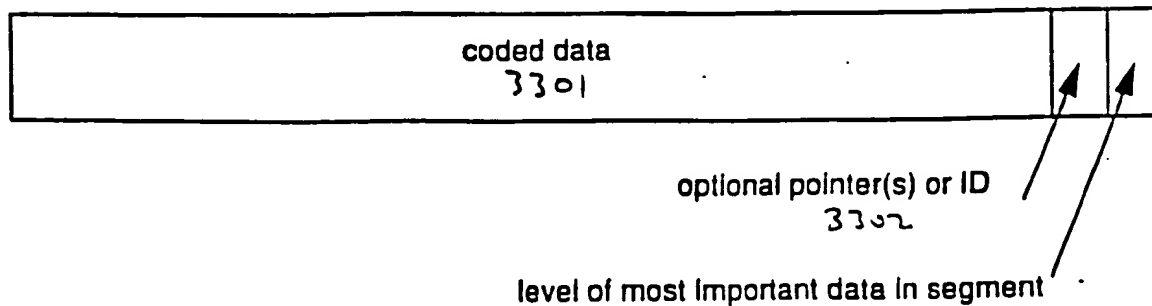 coded data
3301
optional pointer(s) or ID
3302
level of most important data in segment